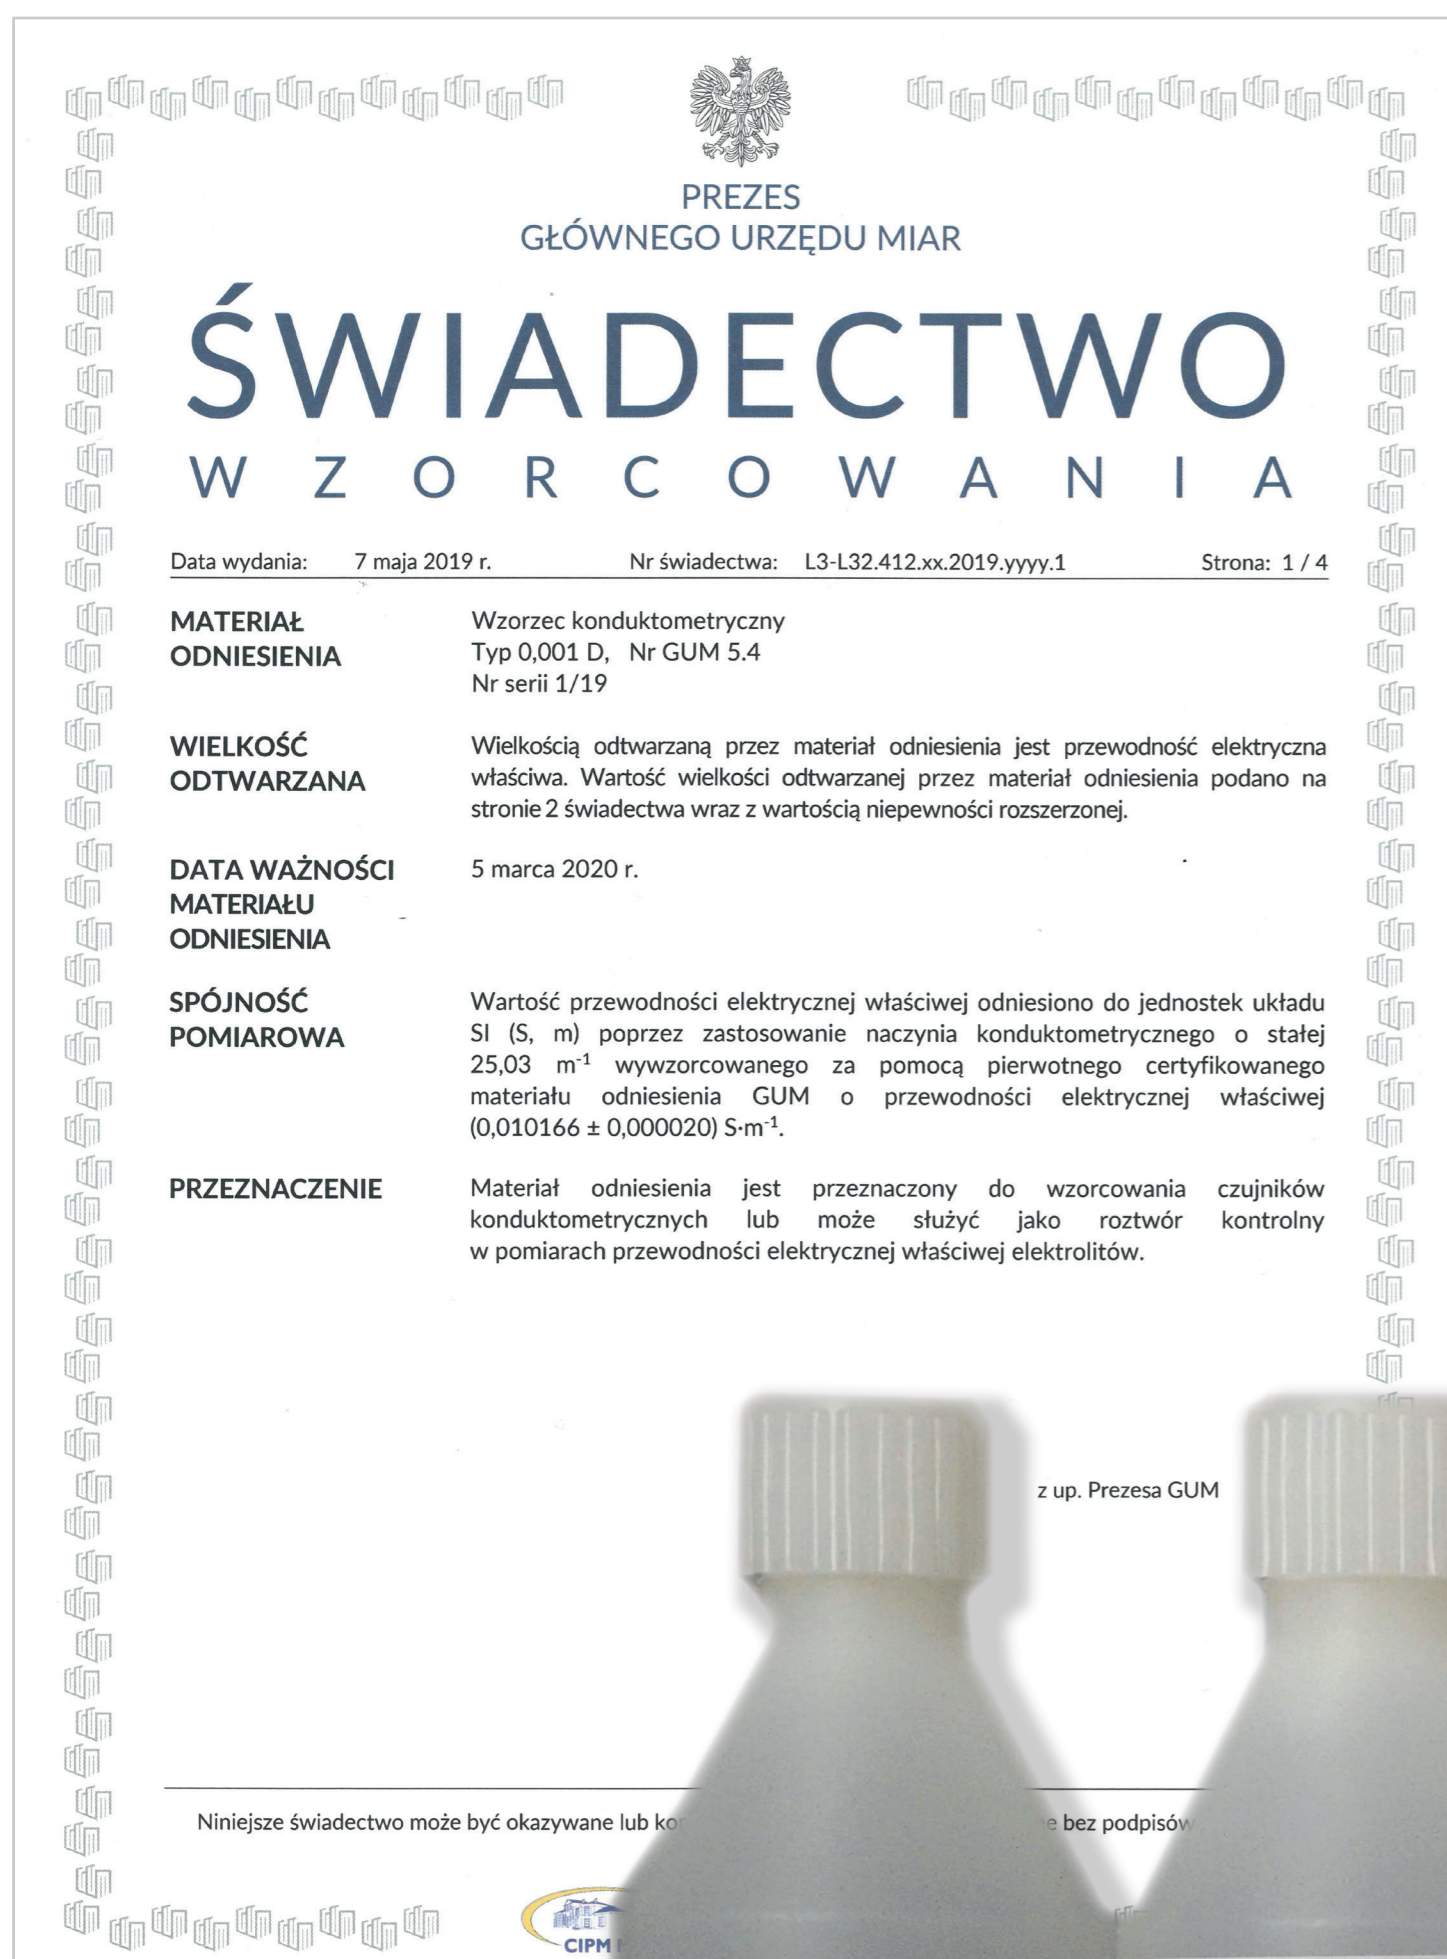 PREZES
GŁÓWNEGO URZĘDU MIAR
ŚWIADECTWO
WZORCOWANIA
Data wydania: 7 maja 2019 r. Nr świadectwa: L3-L32.412.xx.2019.yyyy.1 Strona: 1 / 4
MATERIAŁ
ODNIESIENIA
Wzorzec konduktometryczny
Typ 0,001 D, Nr GUM 5.4
Nr serii 1/19
WIELKOŚĆ
ODTWARZANA
Wielkością odtwarzaną przez materiał odniesienia jest przewodność elektryczna
właściwa. Wartość wielkości odtwarzanej przez materiał odniesienia podano na
stronie 2 świadectwa wraz z wartością niepewności rozszerzonej.
DATA WAŻNOŚCI
MATERIAŁU
ODNIESIENIA
5 marca 2020 r.
SPÓJNOŚĆ
POMIAROWA
Wartość przewodności elektrycznej właściwej odniesiono do jednostek układu
SI (S, m) poprzez zastosowanie naczynia konduktometrycznego o stałej
25,03 m⁻¹ wywzorcowanego za pomocą pierwotnego certyfikowanego
materiału odniesienia GUM o przewodności elektrycznej właściwej
(0,010166 ± 0,000020) S·m⁻¹.
PRZEZNACZENIE
Materiał odniesienia jest przeznaczony do wzorcowania czujników
konduktometrycznych lub może służyć jako roztwór kontrolny
w pomiarach przewodności elektrycznej właściwej elektrolitów.
z up. Prezesa GUM
Niniejsze świadectwo może być okazywane lub bez podpisów
CIPM